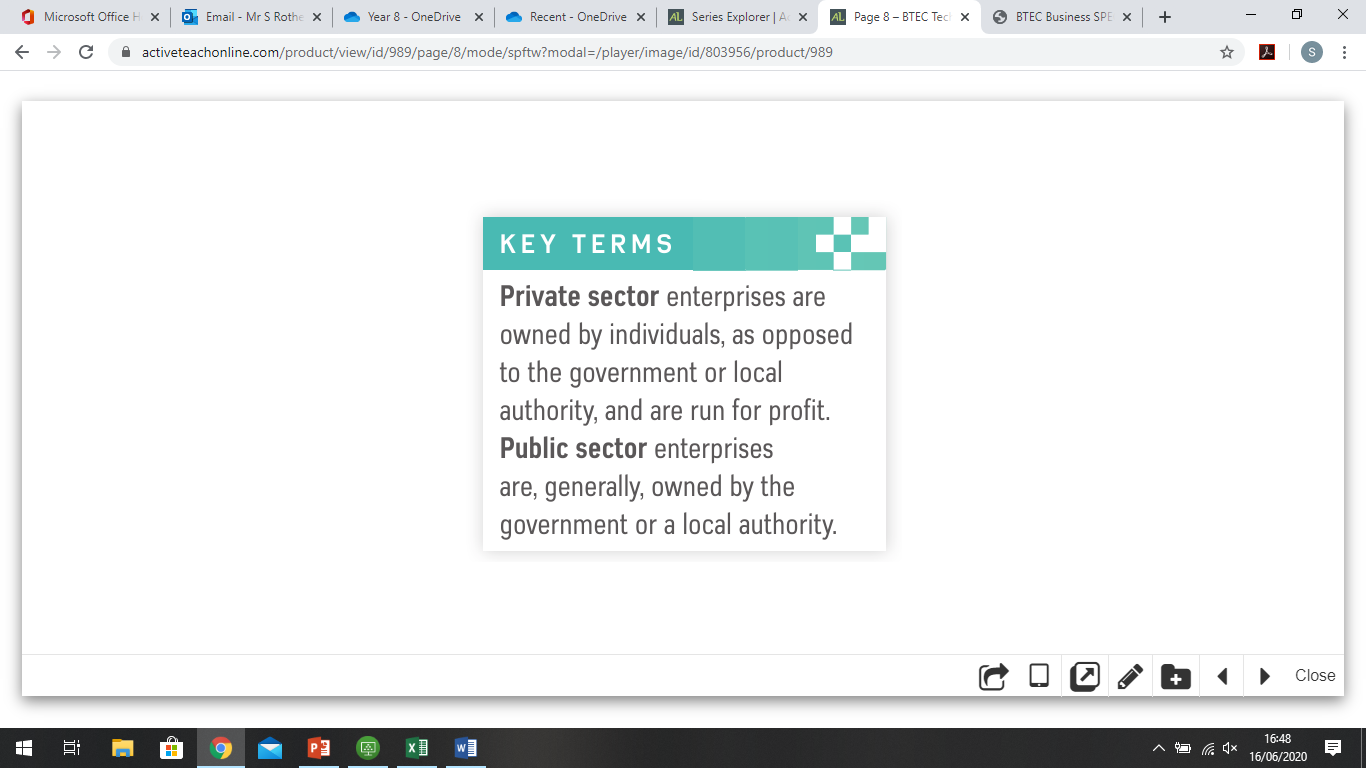 Microsoft Office H
Email - Mr S Rothe
Year 8 - OneDrive
Recent - OneDrive
Series Explorer | Ac
Page 8 – BTEC Tec
BTEC Business SPE
activeteachonline.com/product/view/id/989/page/8/mode/spftw?modal=/player/image/id/803956/product/989
S
KEY TERMS
Private sector enterprises are
owned by individuals, as opposed
to the government or local
authority, and are run for profit.
Public sector enterprises
are, generally, owned by the
government or a local authority.
Close
16:48
16/06/2020